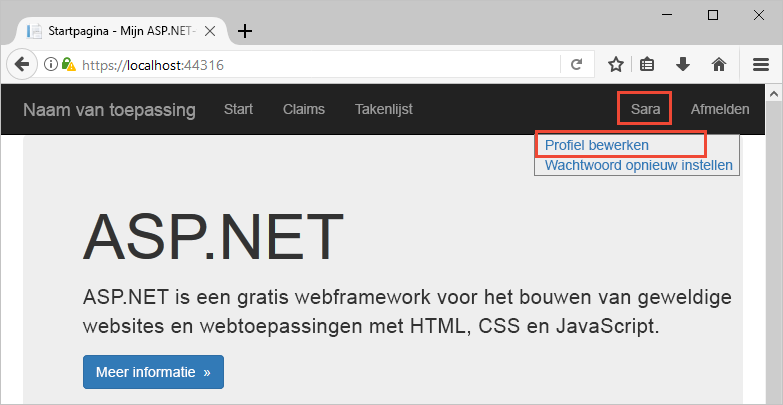 Startpagina - Mijn ASP.NET-
https://localhost:44316
Naam van toepassing Start Claims Takenlijst Sara Afmelden
Profiel bewerken
Wachtwoord opnieuw instellen
ASP.NET
ASP.NET is een gratis webframework voor het bouwen van geweldige
websites en webtoepassingen met HTML, CSS en JavaScript.
Meer informatie »